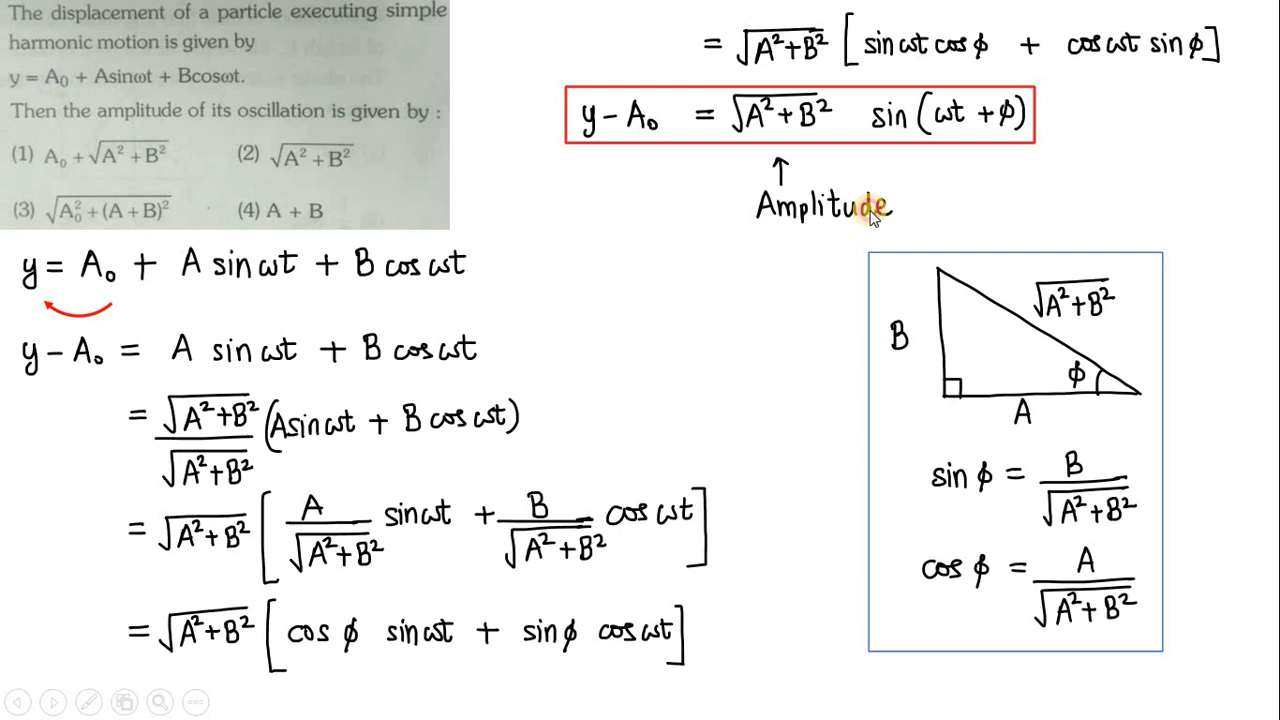 The displacement of a particle executing simple
harmonic motion is given by
y = A₀ + Asinωt + Bcosωt.
Then the amplitude of its oscillation is given by :
(1) A₀ + √(A² + B²) (2) √(A² + B²)
(3) √(A₀² + (A + B)²) (4) A + B
y = A₀ + A sin ωt + B cos ωt
y − A₀ = A sin ωt + B cos ωt
= √(A²+B²)/√(A²+B²) (A sin ωt + B cos ωt)
= √(A²+B²) [A/√(A²+B²) sin ωt + B/√(A²+B²) cos ωt]
= √(A²+B²) [cos ϕ sin ωt + sin ϕ cos ωt]
= √(A²+B²) [sin ωt cos ϕ + cos ωt sin ϕ]
y − A₀ = √(A²+B²) sin (ωt + ϕ)
↑
Amplitude
√(A²+B²)
B
ϕ
A
sin ϕ = B/√(A²+B²)
cos ϕ = A/√(A²+B²)